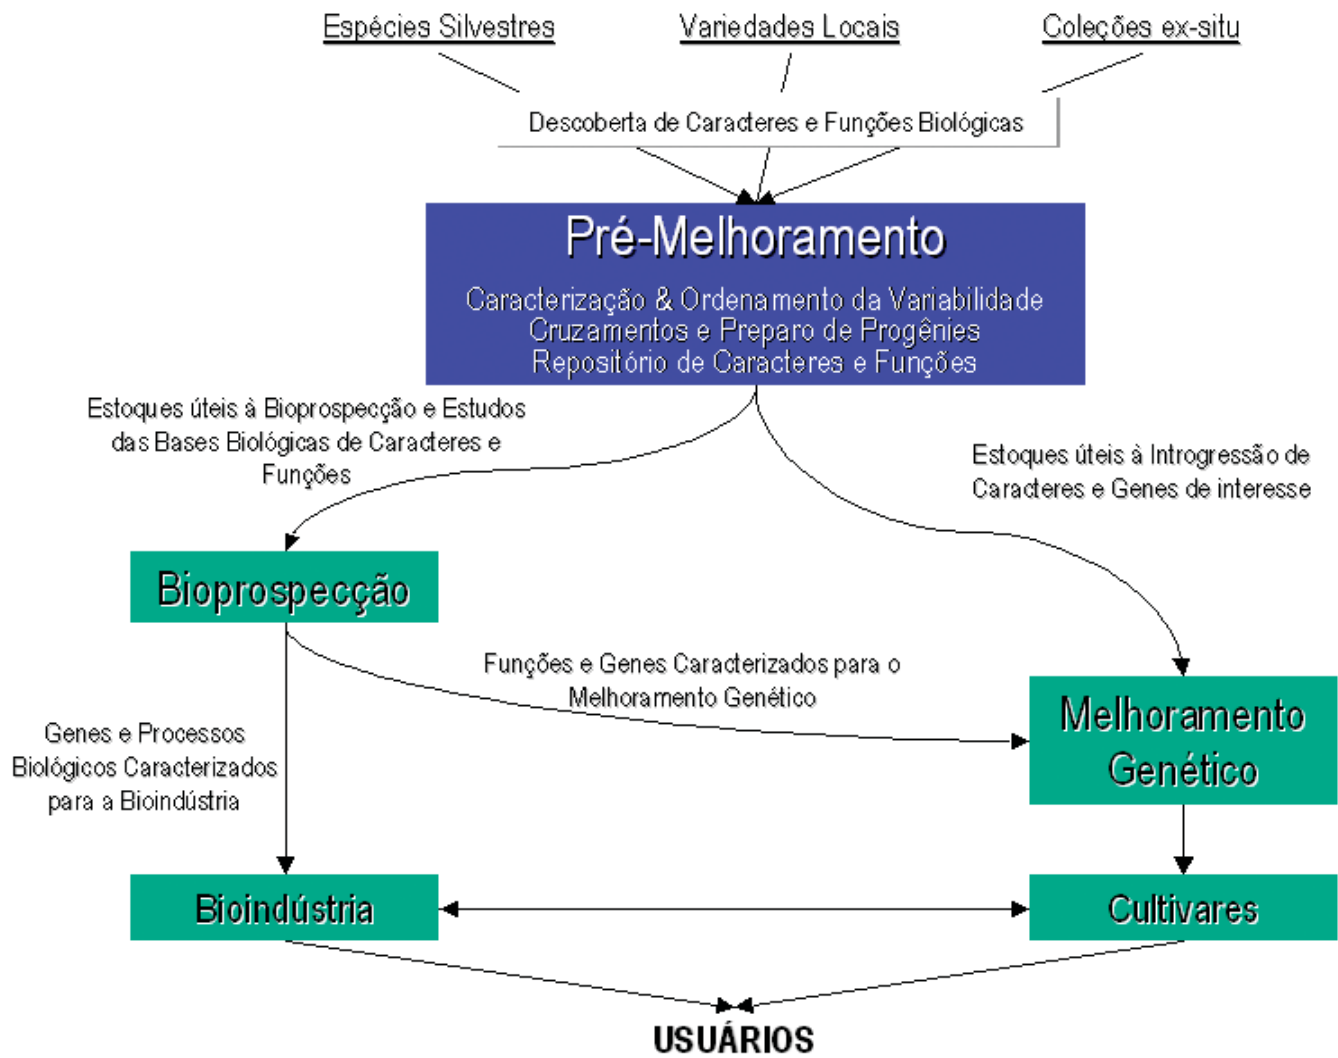 Espécies Silvestres
Variedades Locais
Coleções ex-situ
Descoberta de Caracteres e Funções Biológicas
Pré-Melhoramento
Caracterização & Ordenamento da Variabilidade
Cruzamentos e Preparo de Progênies
Repositório de Caracteres e Funções
Estoques úteis à Bioprospecção e Estudos
das Bases Biológicas de Caracteres e
Funções
Estoques úteis à Introgressão de
Caracteres e Genes de interesse
Bioprospecção
Funções e Genes Caracterizados para o
Melhoramento Genético
Melhoramento
Genético
Genes e Processos
Biológicos Caracterizados
para a Bioindústria
Bioindústria
Cultivares
USUÁRIOS